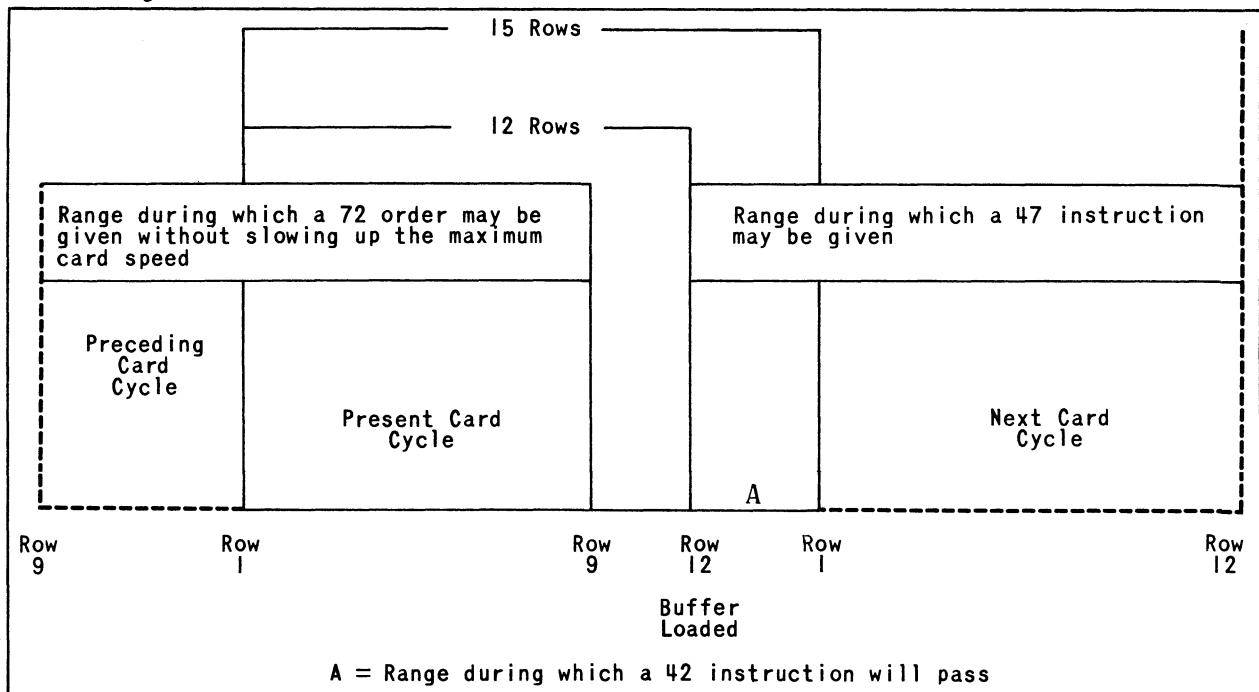 15 Rows
12 Rows
Range during which a 72 order may be
given without slowing up the maximum
card speed
Range during which a 47 instruction
may be given
Preceding
Card
Cycle
Present Card
Cycle
Next Card
Cycle
A
Row
9
Row
1
Row
9
Row
12
Row
1
Row
12
Buffer
Loaded
A = Range during which a 42 instruction will pass